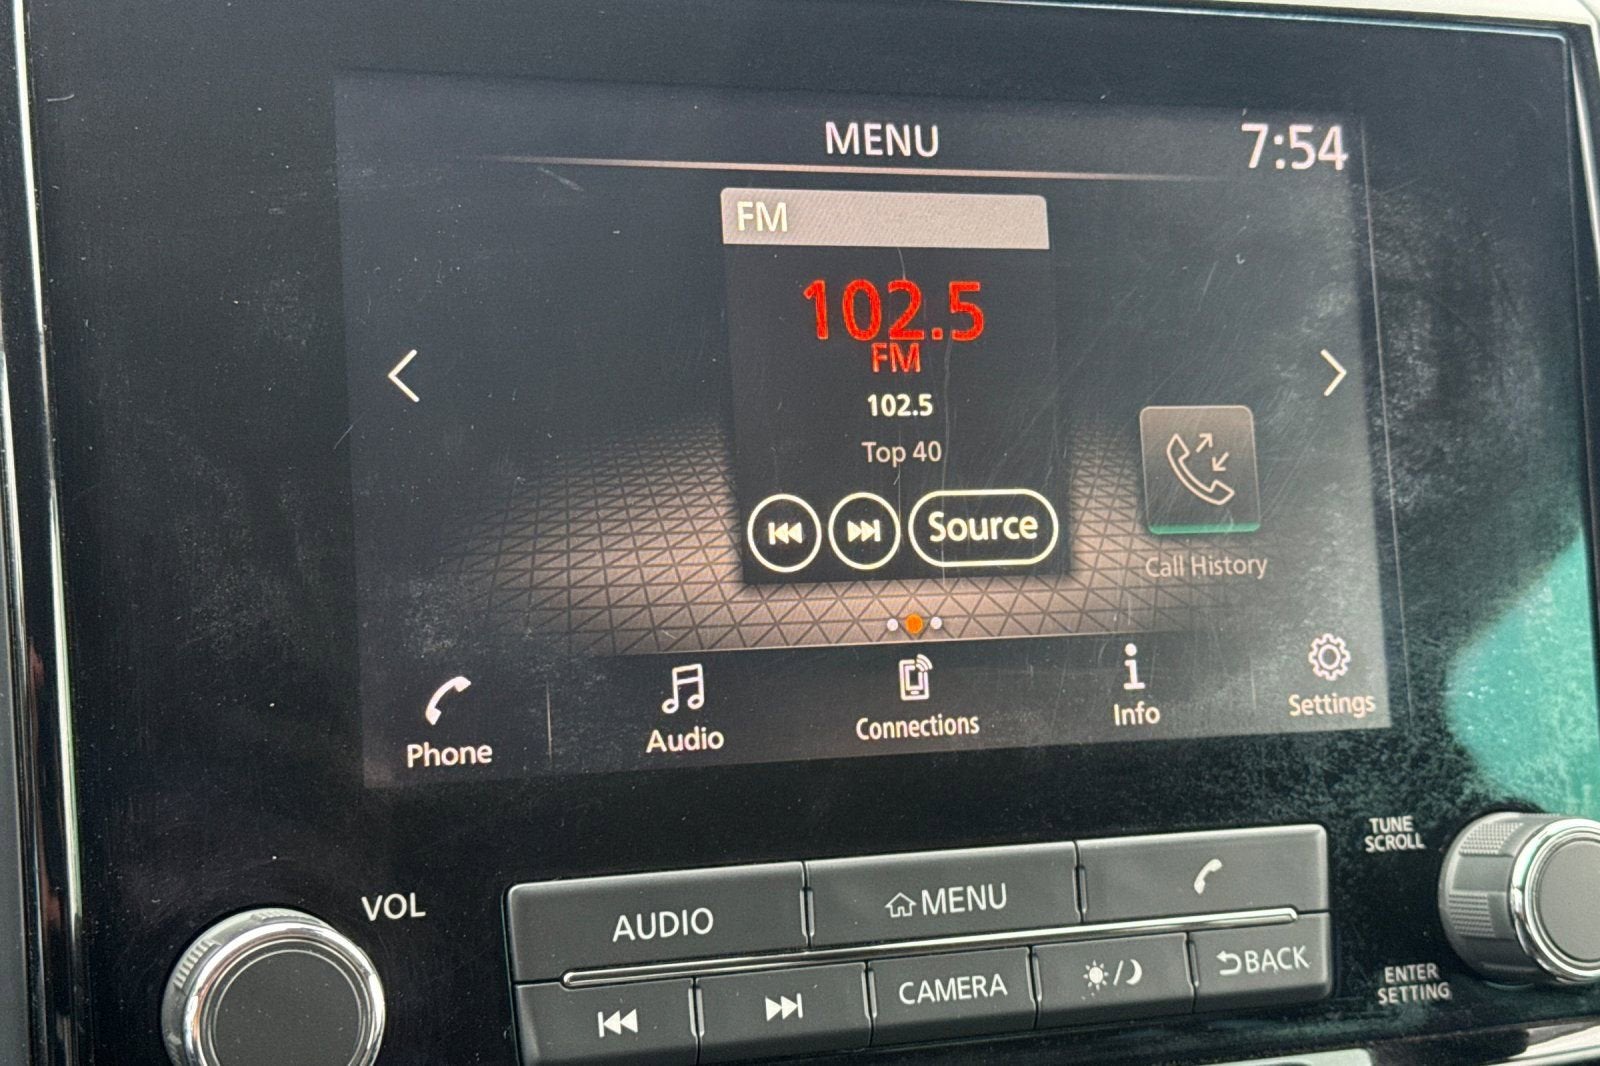 MENU
7:54
FM
102.5
FM
102.5
Top 40
Source
Call History
Phone
Audio
Connections
Info
Settings
VOL
TUNE
SCROLL
AUDIO
MENU
CAMERA
BACK
ENTER
SETTING